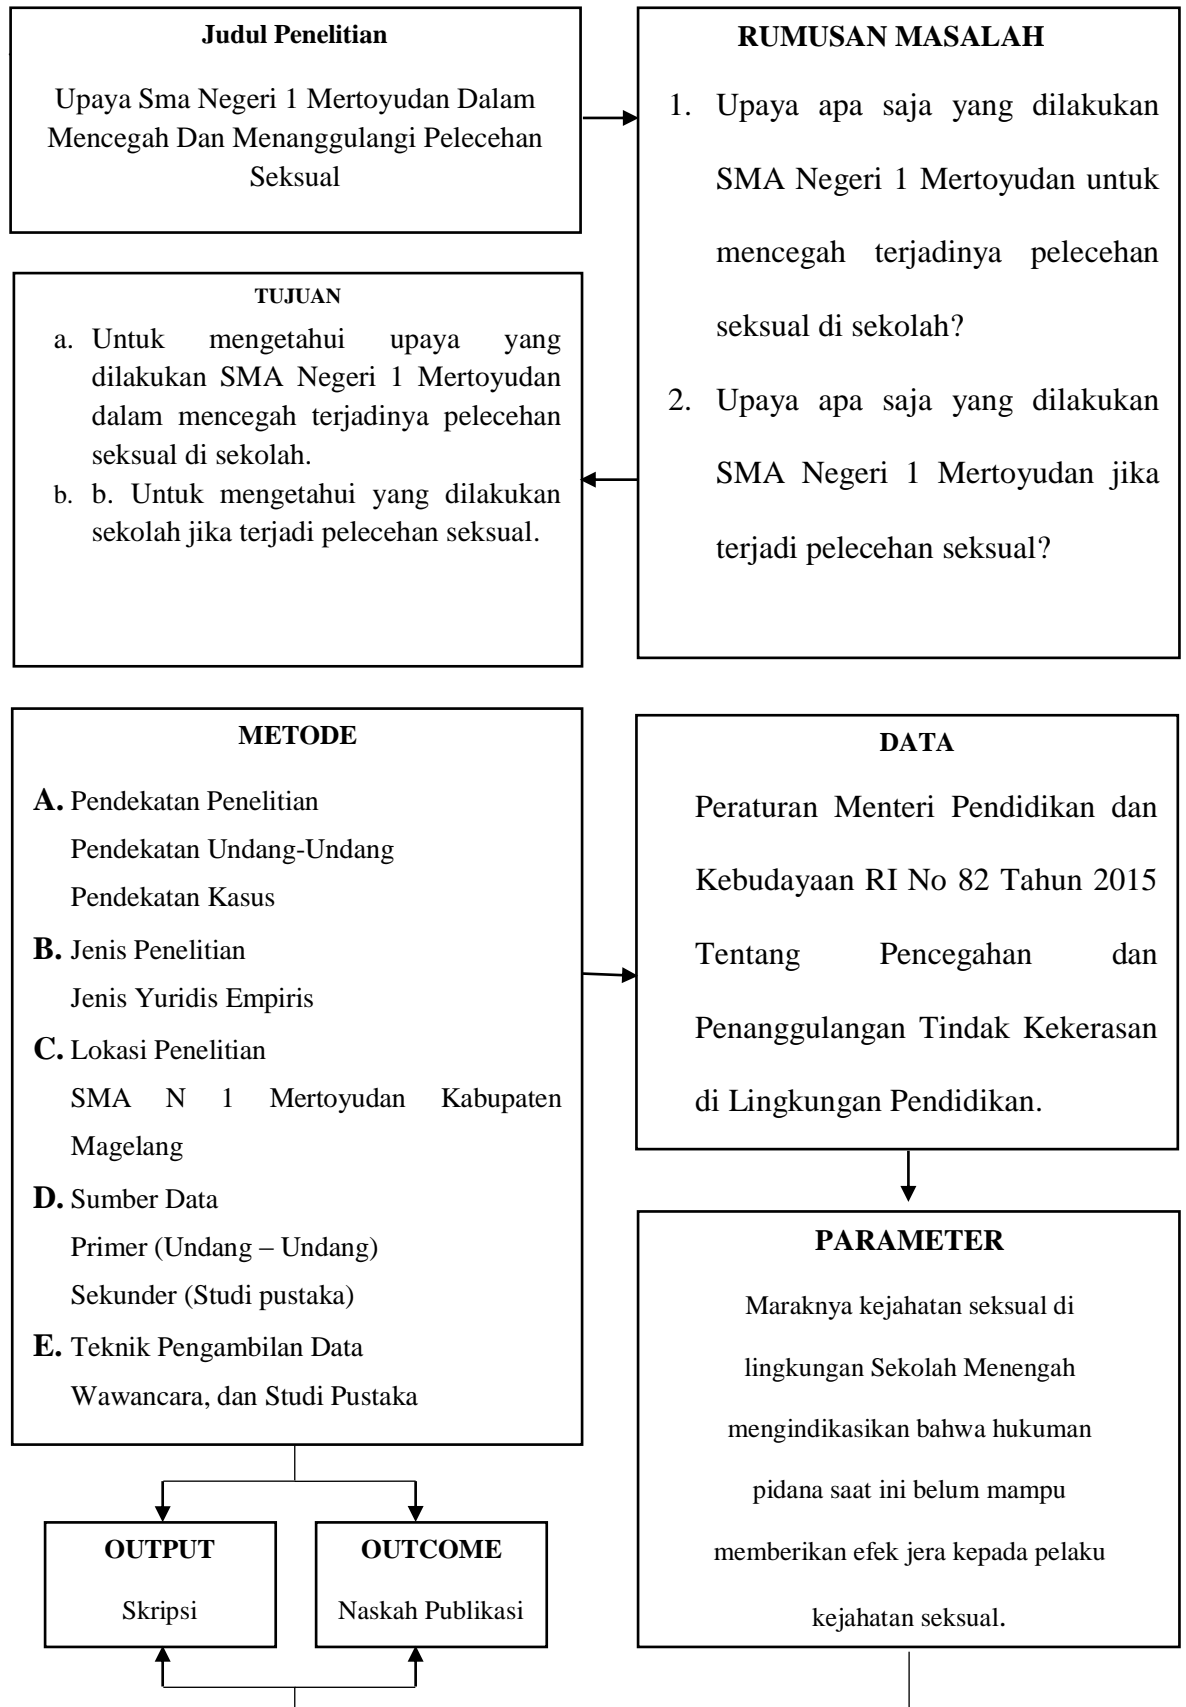 Judul Penelitian
Upaya Sma Negeri 1 Mertoyudan Dalam
Mencegah Dan Menanggulangi Pelecehan
Seksual
RUMUSAN MASALAH
1. Upaya apa saja yang dilakukan
SMA Negeri 1 Mertoyudan untuk
mencegah terjadinya pelecehan
seksual di sekolah?
2. Upaya apa saja yang dilakukan
SMA Negeri 1 Mertoyudan jika
terjadi pelecehan seksual?
TUJUAN
a. Untuk mengetahui upaya yang
dilakukan SMA Negeri 1 Mertoyudan
dalam mencegah terjadinya pelecehan
seksual di sekolah.
b. b. Untuk mengetahui yang dilakukan
sekolah jika terjadi pelecehan seksual.
METODE
A. Pendekatan Penelitian
Pendekatan Undang-Undang
Pendekatan Kasus
B. Jenis Penelitian
Jenis Yuridis Empiris
C. Lokasi Penelitian
SMA N 1 Mertoyudan Kabupaten
Magelang
D. Sumber Data
Primer (Undang – Undang)
Sekunder (Studi pustaka)
E. Teknik Pengambilan Data
Wawancara, dan Studi Pustaka
DATA
Peraturan Menteri Pendidikan dan
Kebudayaan RI No 82 Tahun 2015
Tentang Pencegahan dan
Penanggulangan Tindak Kekerasan
di Lingkungan Pendidikan.
PARAMETER
Maraknya kejahatan seksual di
lingkungan Sekolah Menengah
mengindikasikan bahwa hukuman
pidana saat ini belum mampu
memberikan efek jera kepada pelaku
kejahatan seksual.
OUTPUT
Skripsi
OUTCOME
Naskah Publikasi